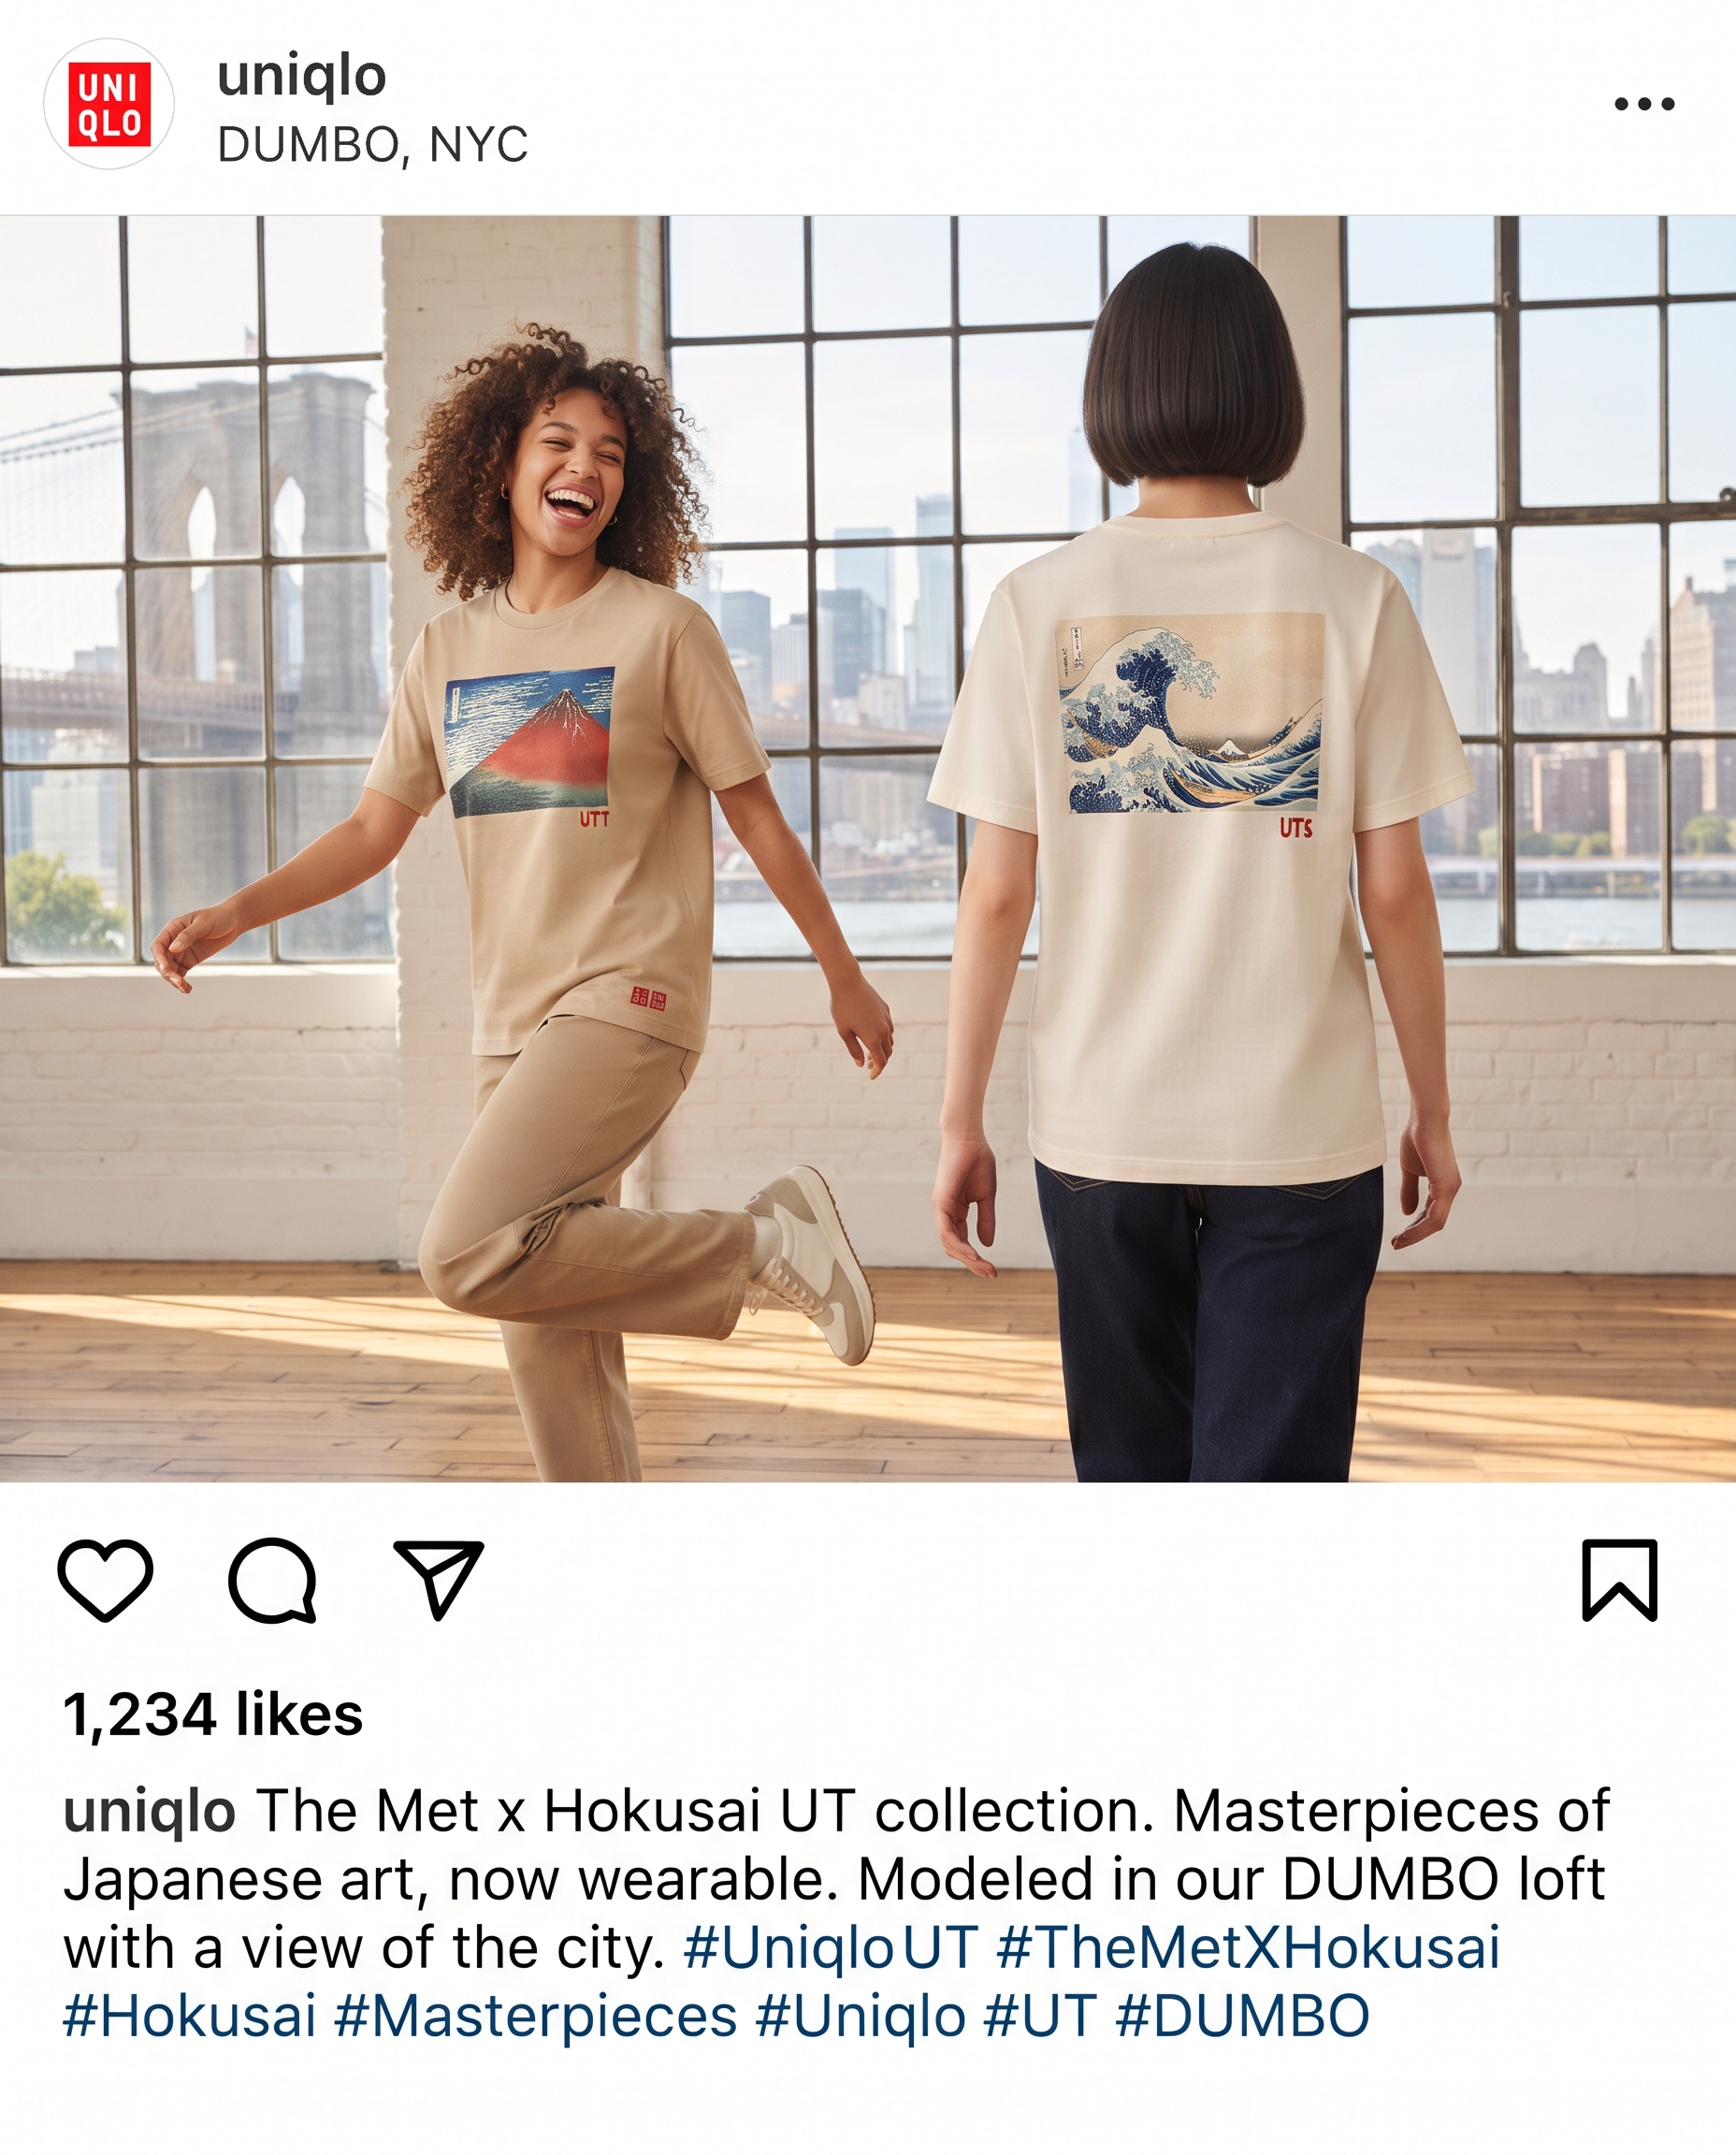 UNI
QLO
uniqlo
DUMBO, NYC
UTT
UTS
1,234 likes
uniqlo The Met x Hokusai UT collection. Masterpieces of
Japanese art, now wearable. Modeled in our DUMBO loft
with a view of the city. #UniqloUT #TheMetXHokusai
#Hokusai #Masterpieces #Uniqlo #UT #DUMBO